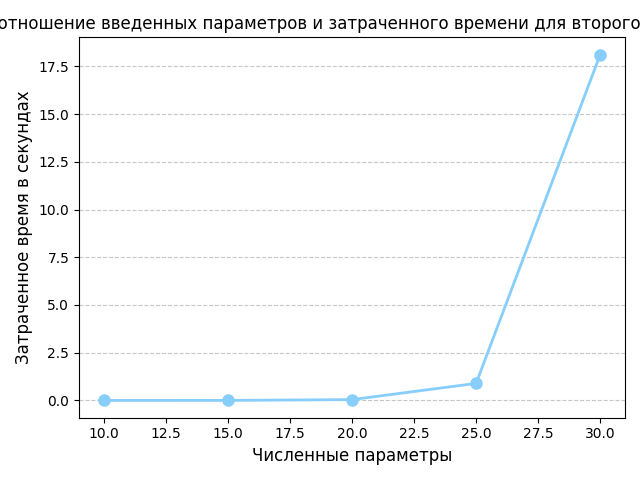 отношение введенных параметров и затраченного времени для второго
17.5
15.0
12.5
10.0
7.5
5.0
2.5
0.0
Затраченное время в секундах
10.0 12.5 15.0 17.5 20.0 22.5 25.0 27.5 30.0
Численные параметры